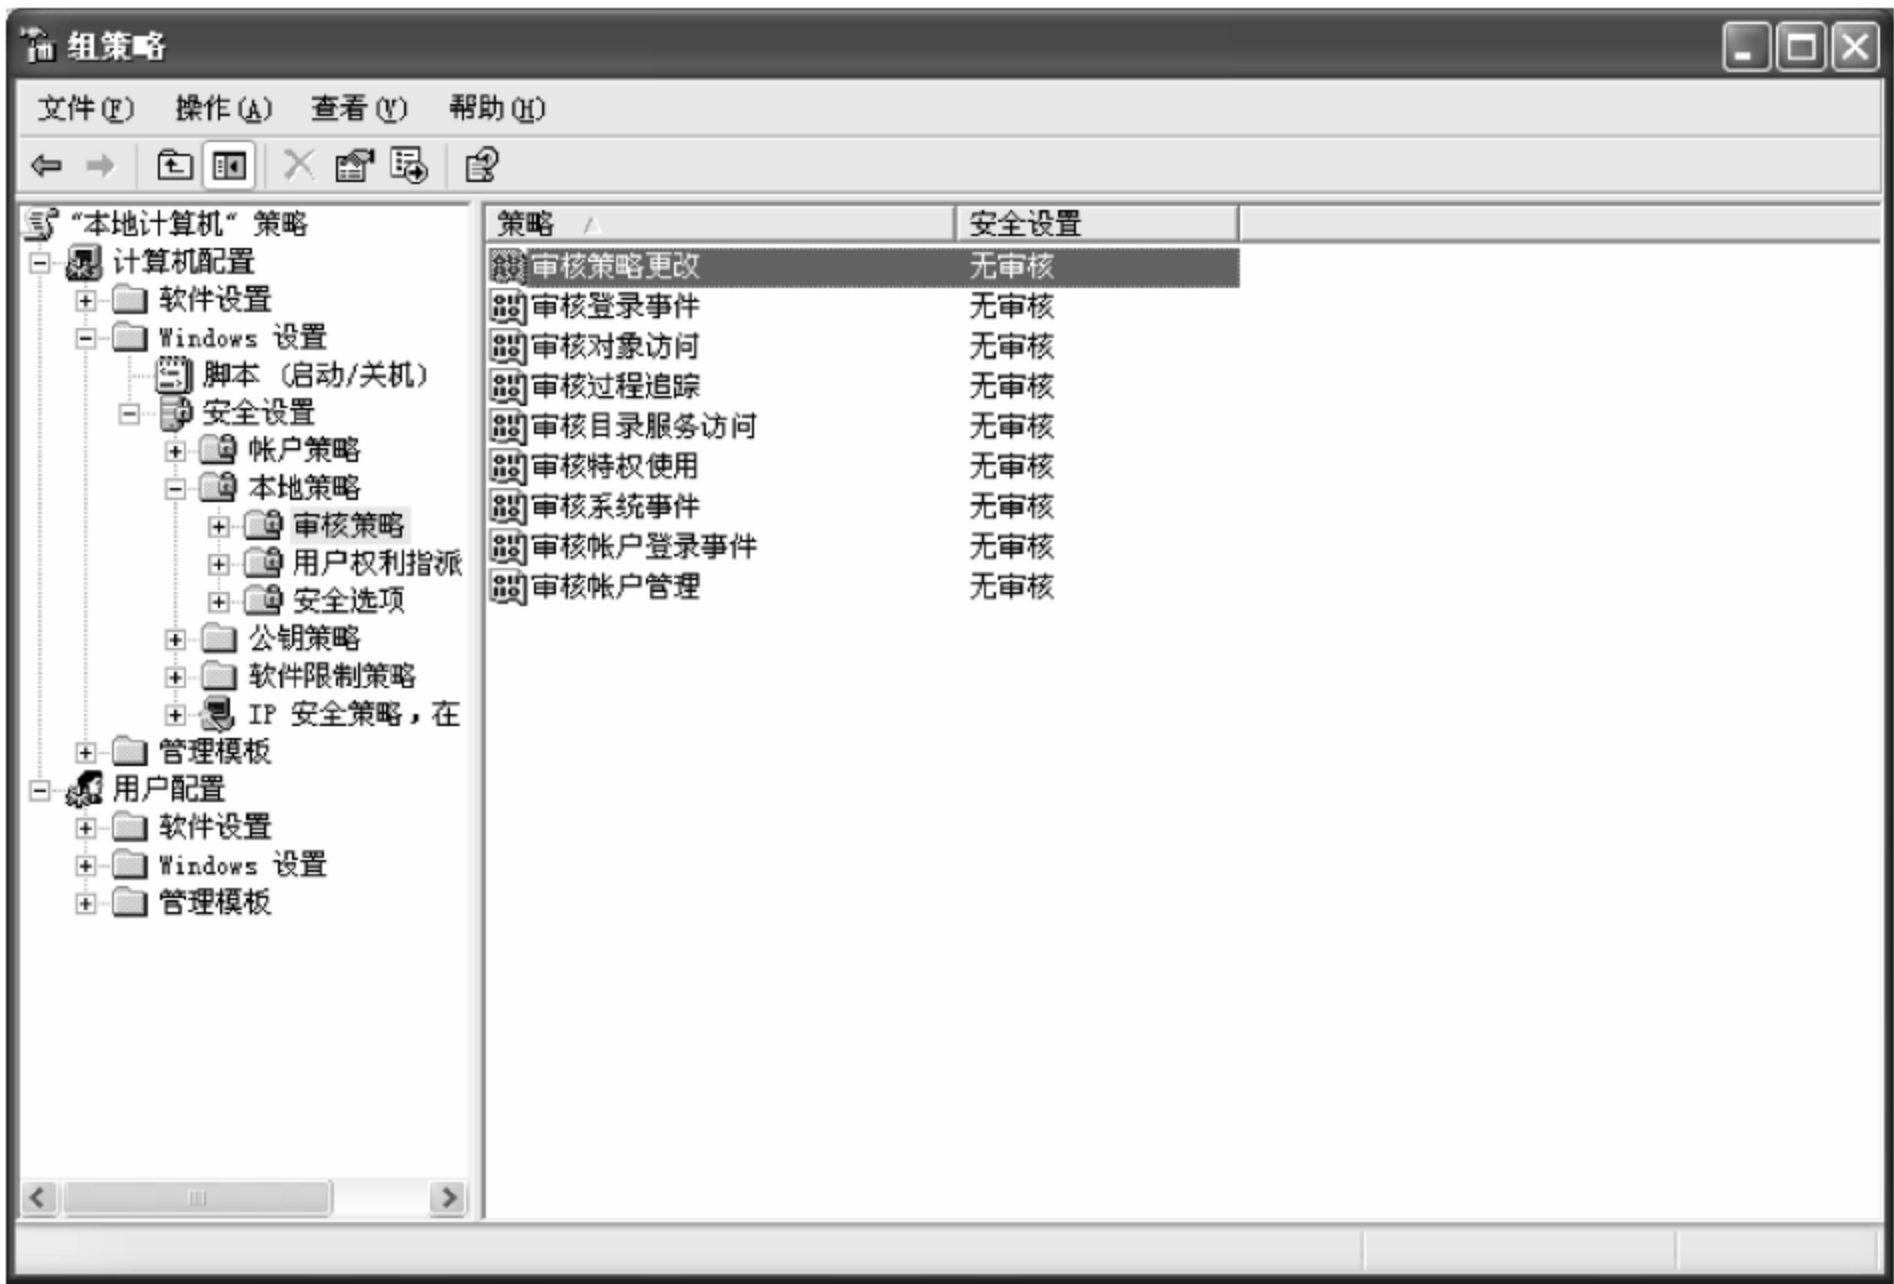 组策略
文件(F) 操作(A) 查看(V) 帮助(H)
“本地计算机“ 策略
计算机配置
软件设置
Windows 设置
脚本 (启动/关机)
安全设置
帐户策略
本地策略
审核策略
用户权利指派
安全选项
公钥策略
软件限制策略
IP 安全策略,在
管理模板
用户配置
软件设置
Windows 设置
管理模板
策略 安全设置
审核策略更改 无审核
审核登录事件 无审核
审核对象访问 无审核
审核过程追踪 无审核
审核目录服务访问 无审核
审核特权使用 无审核
审核系统事件 无审核
审核帐户登录事件 无审核
审核帐户管理 无审核